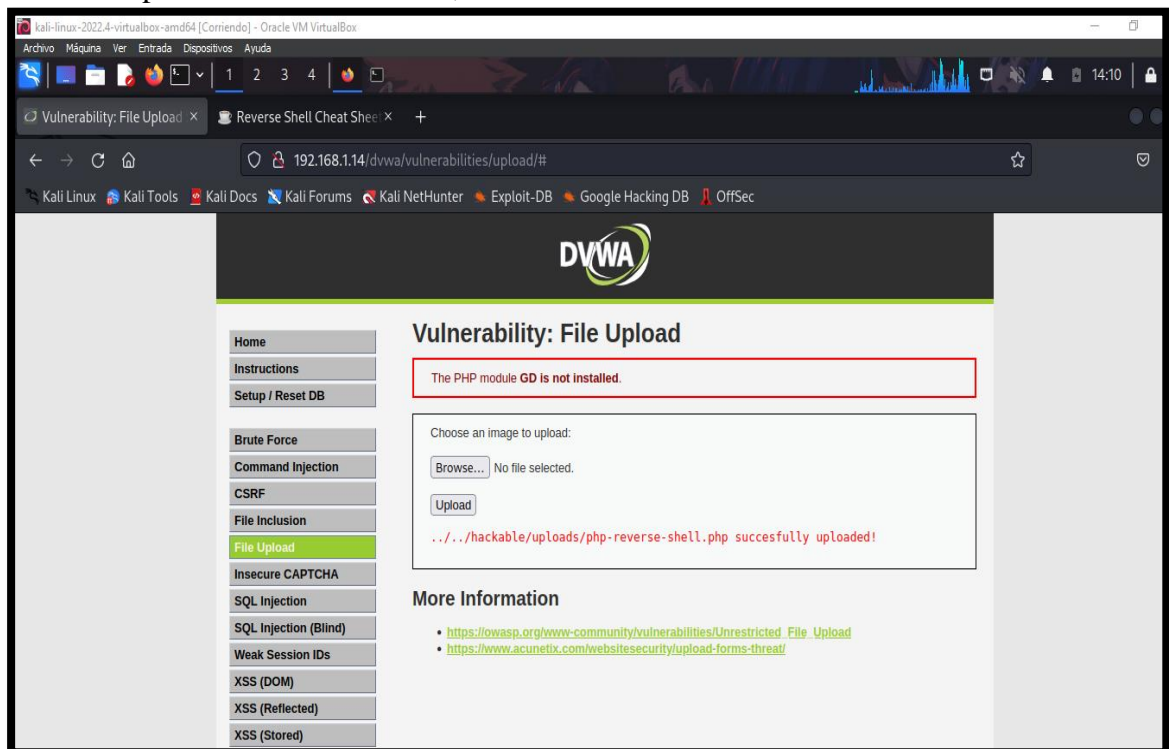 kali-linux-2022.4-virtualbox-amd64 [Corriendo] - Oracle VM VirtualBox
Archivo Máquina Ver Entrada Dispositivos Ayuda
1 2 3 4 14:10
Vulnerability: File Upload × Reverse Shell Cheat Shee × +
192.168.1.14/dvwa/vulnerabilities/upload/#
Kali Linux Kali Tools Kali Docs Kali Forums Kali NetHunter Exploit-DB Google Hacking DB OffSec
DVWA
Home
Instructions
Setup / Reset DB
Brute Force
Command Injection
CSRF
File Inclusion
File Upload
Insecure CAPTCHA
SQL Injection
SQL Injection (Blind)
Weak Session IDs
XSS (DOM)
XSS (Reflected)
XSS (Stored)
Vulnerability: File Upload
The PHP module GD is not installed.
Choose an image to upload:
Browse... No file selected.
Upload
../../hackable/uploads/php-reverse-shell.php succesfully uploaded!
More Information
• https://owasp.org/www-community/vulnerabilities/Unrestricted_File_Upload
• https://www.acunetix.com/websitesecurity/upload-forms-threat/